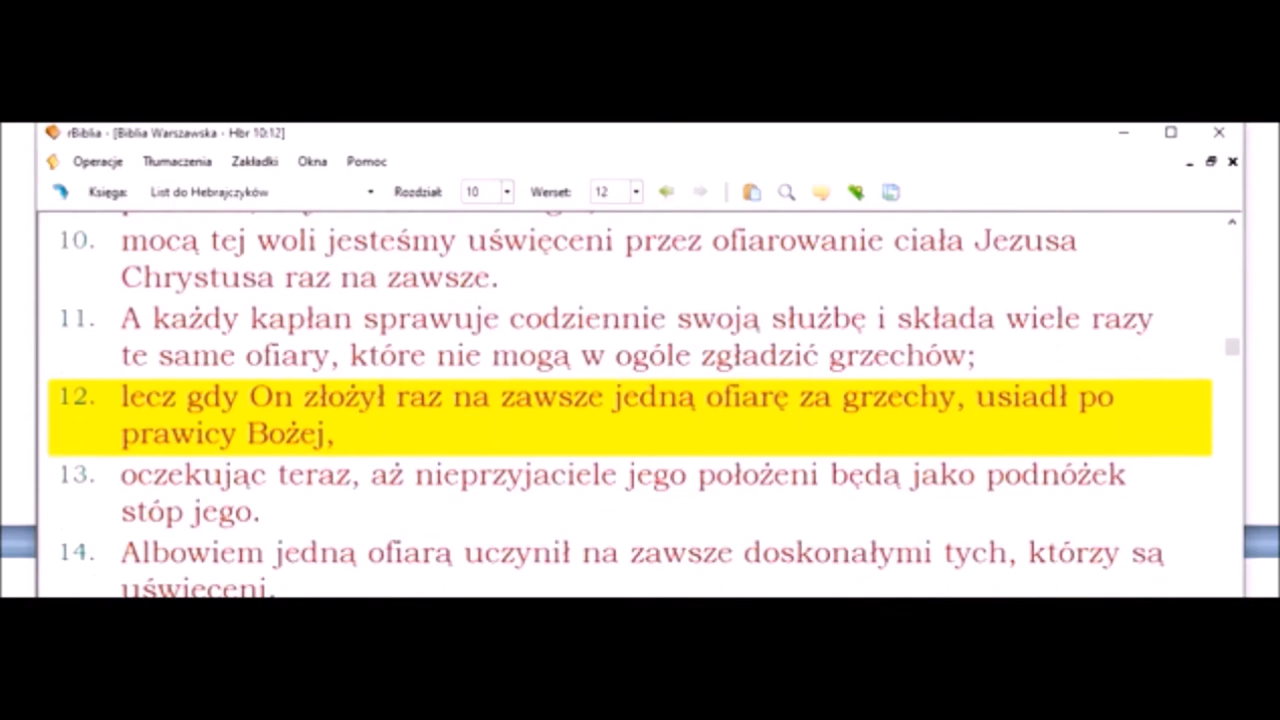 rBiblia - [Biblia Warszawska - Hbr 10:12]
Operacje Tłumaczenia Zakładki Okna Pomoc
Księga: List do Hebrajczyków Rozdział: 10 Werset: 12
10. mocą tej woli jesteśmy uświęceni przez ofiarowanie ciała Jezusa
Chrystusa raz na zawsze.
11. A każdy kapłan sprawuje codziennie swoją służbę i składa wiele razy
te same ofiary, które nie mogą w ogóle zgładzić grzechów;
12. lecz gdy On złożył raz na zawsze jedną ofiarę za grzechy, usiadł po
prawicy Bożej,
13. oczekując teraz, aż nieprzyjaciele jego położeni będą jako podnóżek
stóp jego.
14. Albowiem jedną ofiarą uczynił na zawsze doskonałymi tych, którzy są
uświęceni.